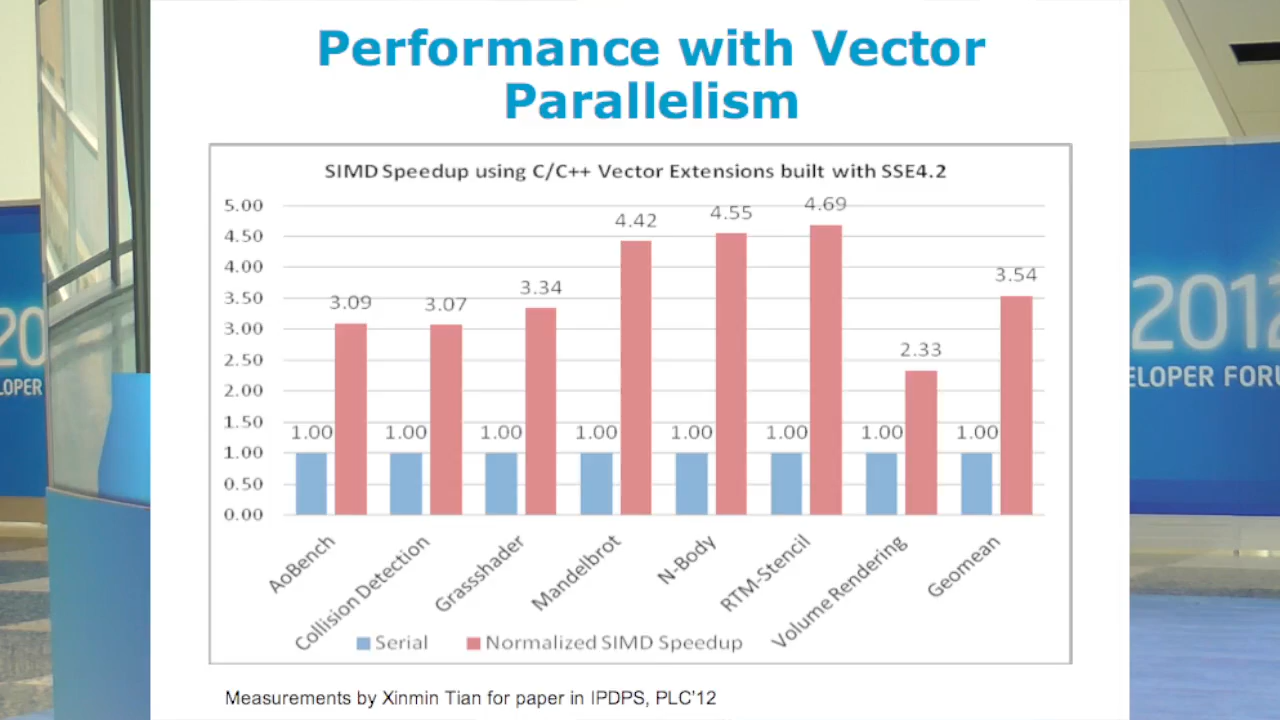 Performance with Vector
Parallelism
SIMD Speedup using C/C++ Vector Extensions built with SSE4.2
5.00
4.50
4.00
3.50
3.00
2.50
2.00
1.50
1.00
0.50
0.00
1.00
3.09
1.00
3.07
1.00
3.34
1.00
4.42
1.00
4.55
1.00
4.69
1.00
2.33
1.00
3.54
AoBench
Collision Detection
Grassshader
Mandelbrot
N-Body
RTM-Stencil
Volume Rendering
Geomean
Serial
Normalized SIMD Speedup
Measurements by Xinmin Tian for paper in IPDPS, PLC'12
20
LOPER
2012
ELOPER FORU